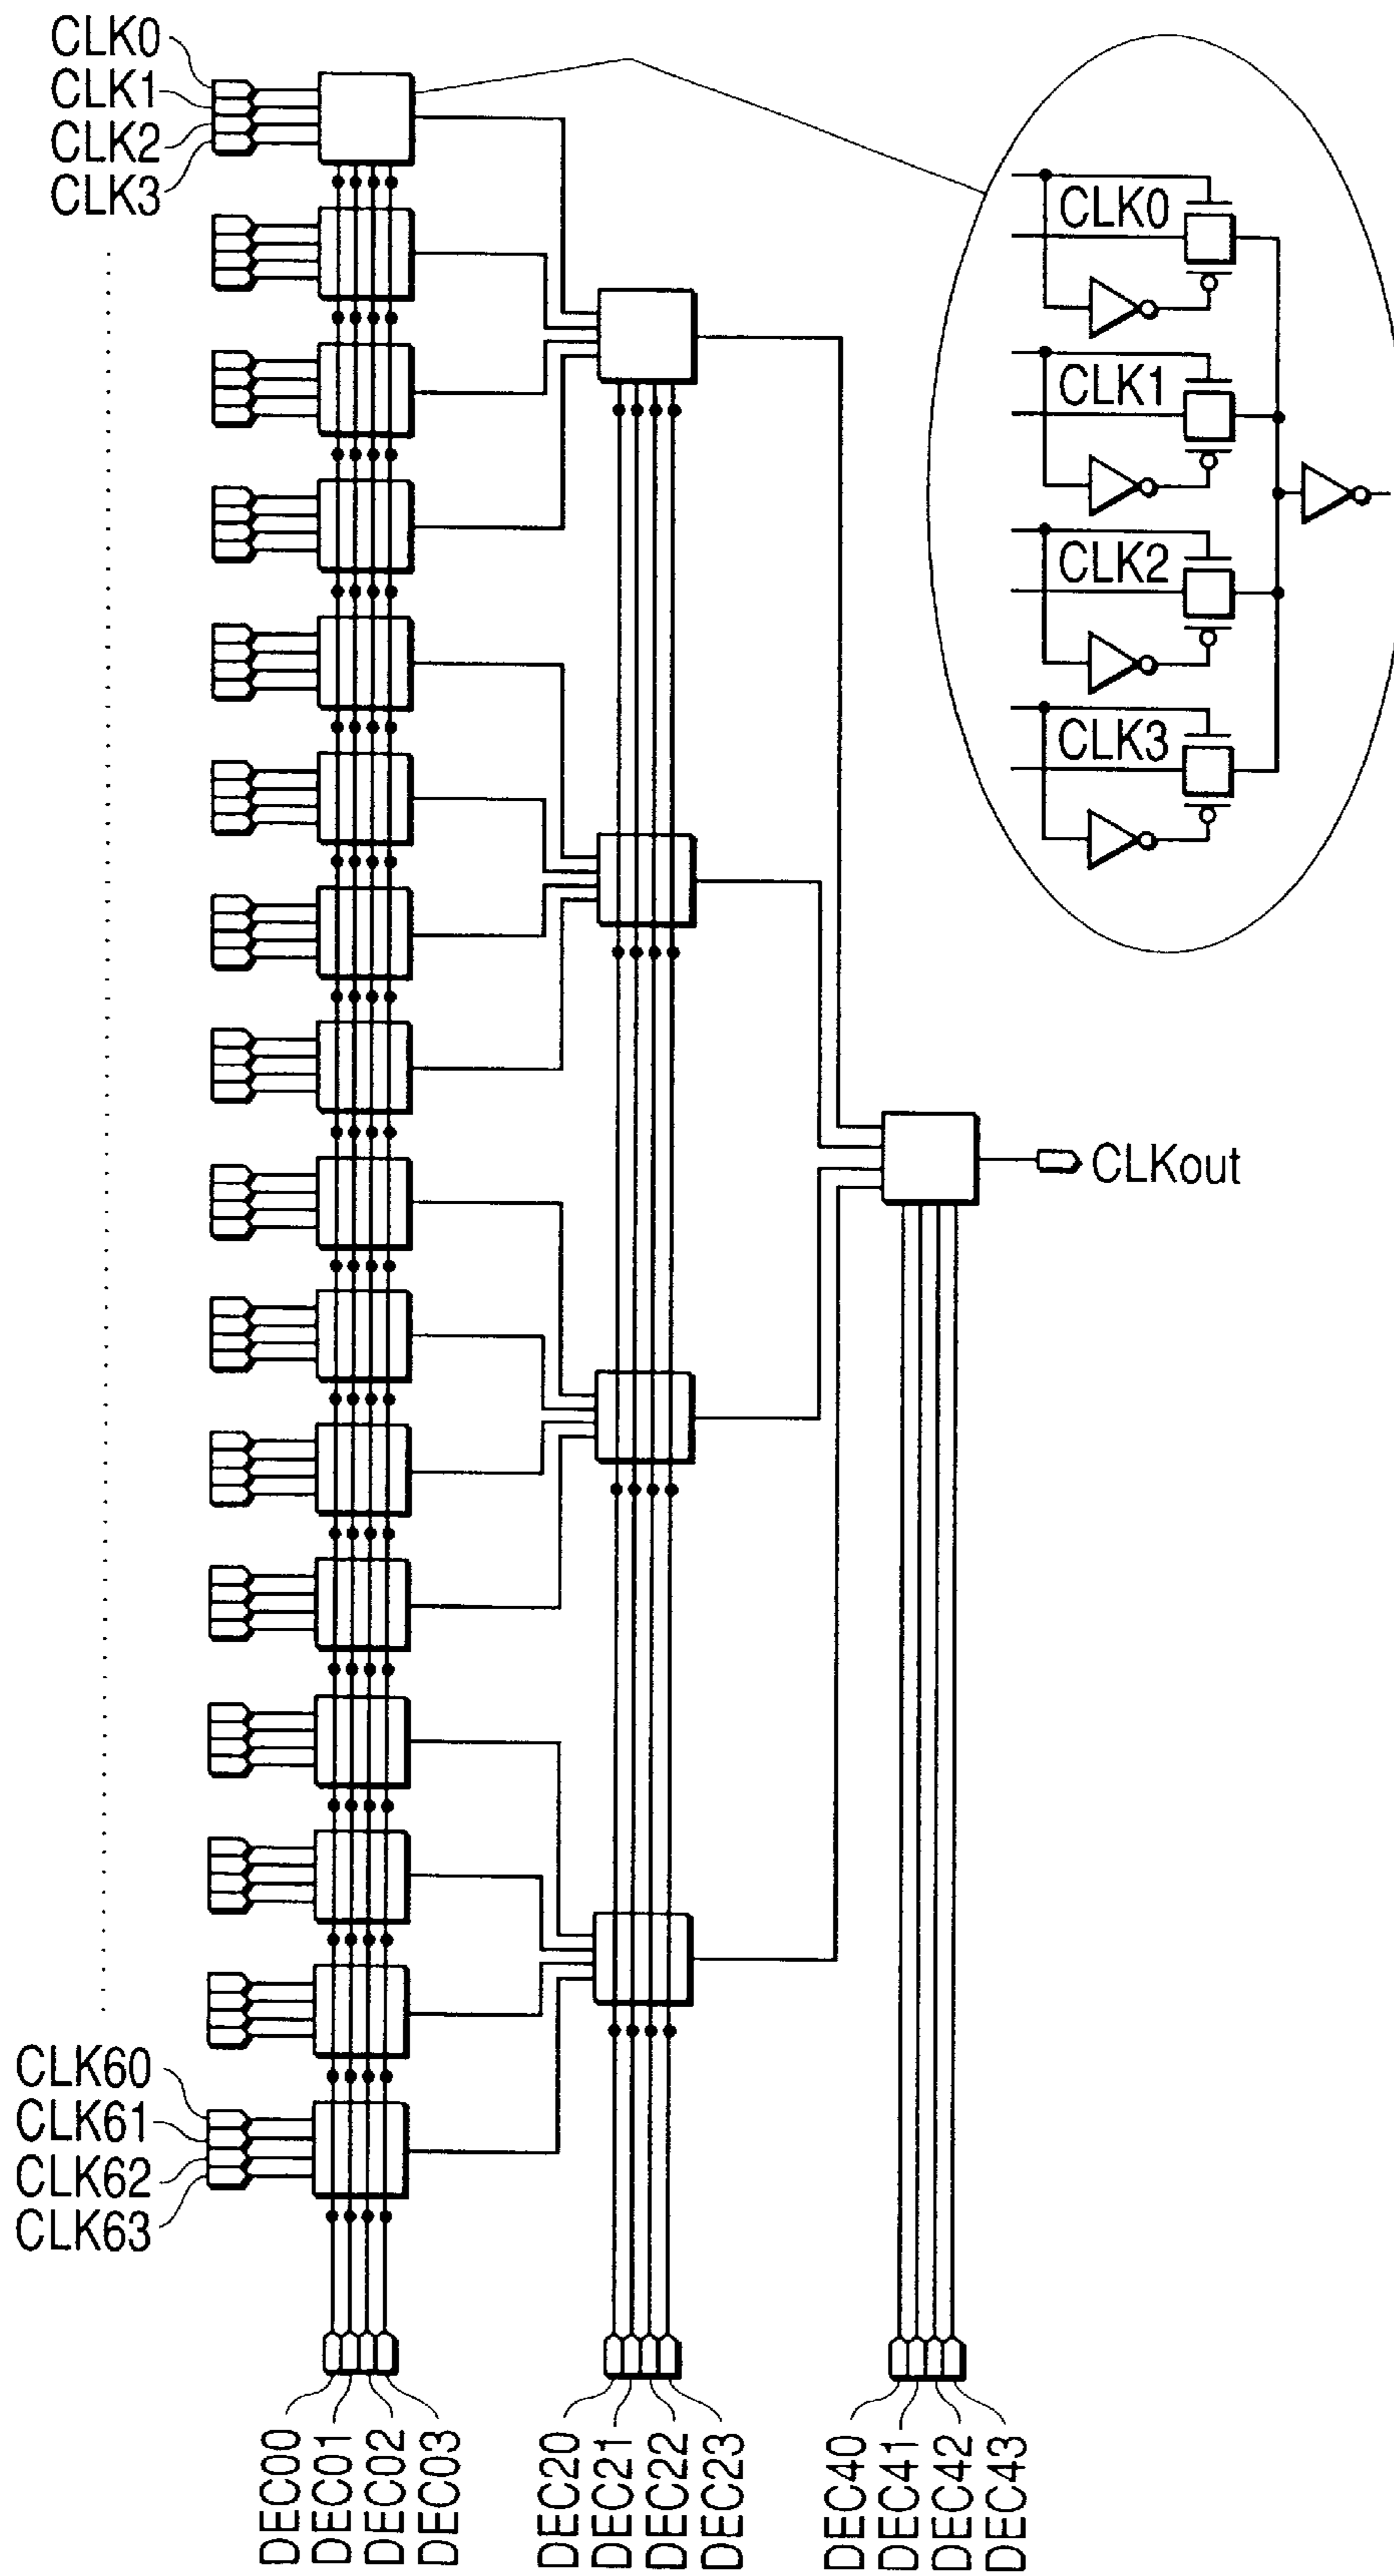 CLK0
CLK1
CLK2
CLK3
CLK0
CLK1
CLK2
CLK3
CLKout
CLK60
CLK61
CLK62
CLK63
DEC00
DEC01
DEC02
DEC03
DEC20
DEC21
DEC22
DEC23
DEC40
DEC41
DEC42
DEC43